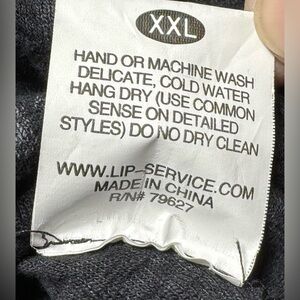 XXL
HAND OR MACHINE WASH
DELICATE, COLD WATER
HANG DRY (USE COMMON
SENSE ON DETAILED
STYLES) DO NO DRY CLEAN
WWW.LIP-SERVICE.COM
MADE IN CHINA
R/N# 79627